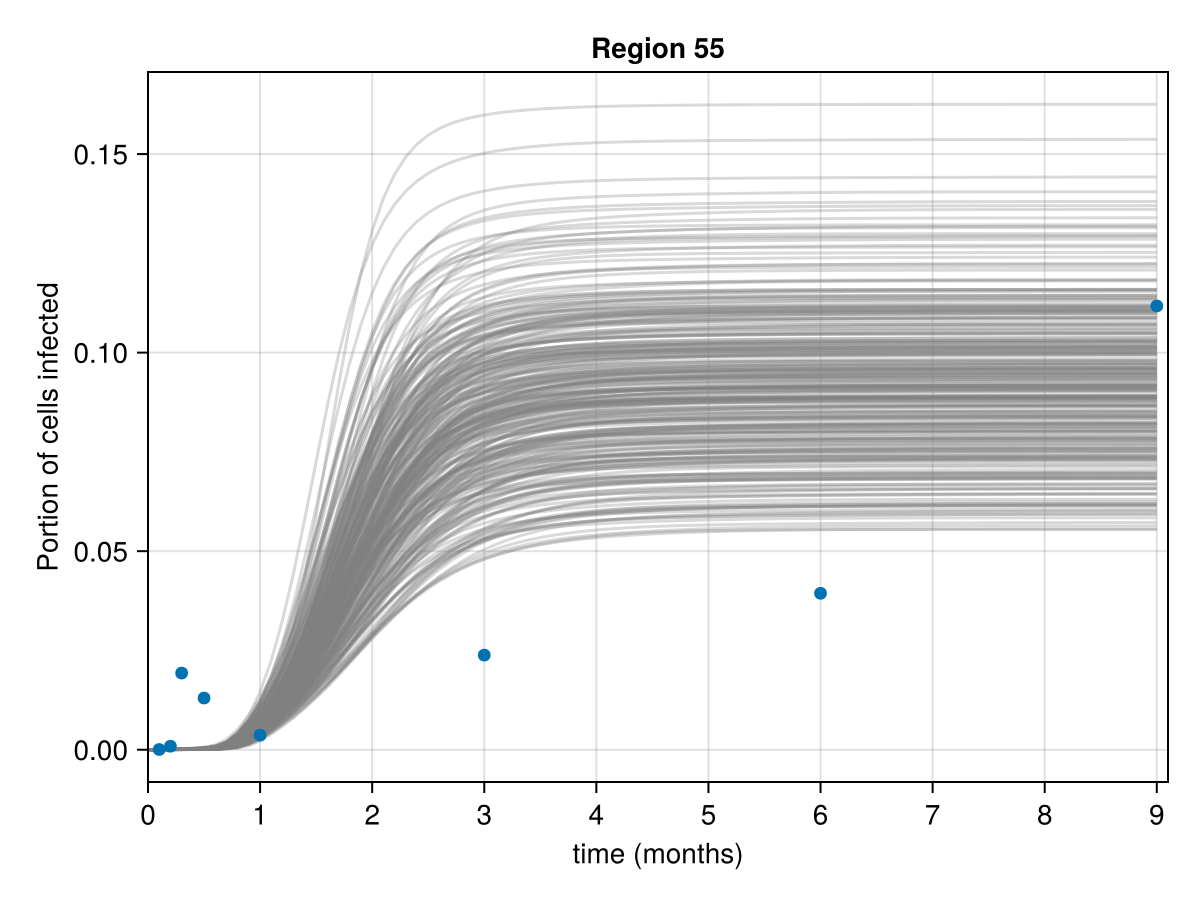 Region 55
Portion of cells infected
0.15
0.10
0.05
0.00
0 1 2 3 4 5 6 7 8 9
time (months)